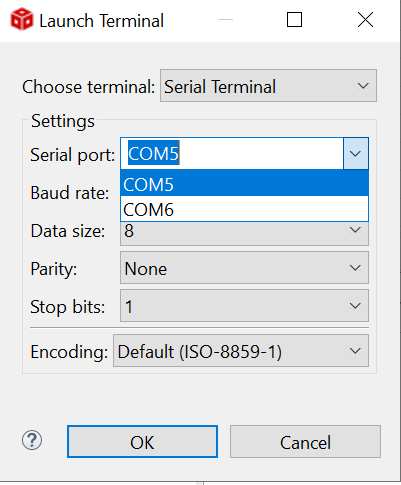 Launch Terminal
Choose terminal: Serial Terminal
Settings
Serial port: COM5
COM5
COM6
Baud rate:
Data size: 8
Parity: None
Stop bits: 1
Encoding: Default (ISO-8859-1)
? OK Cancel